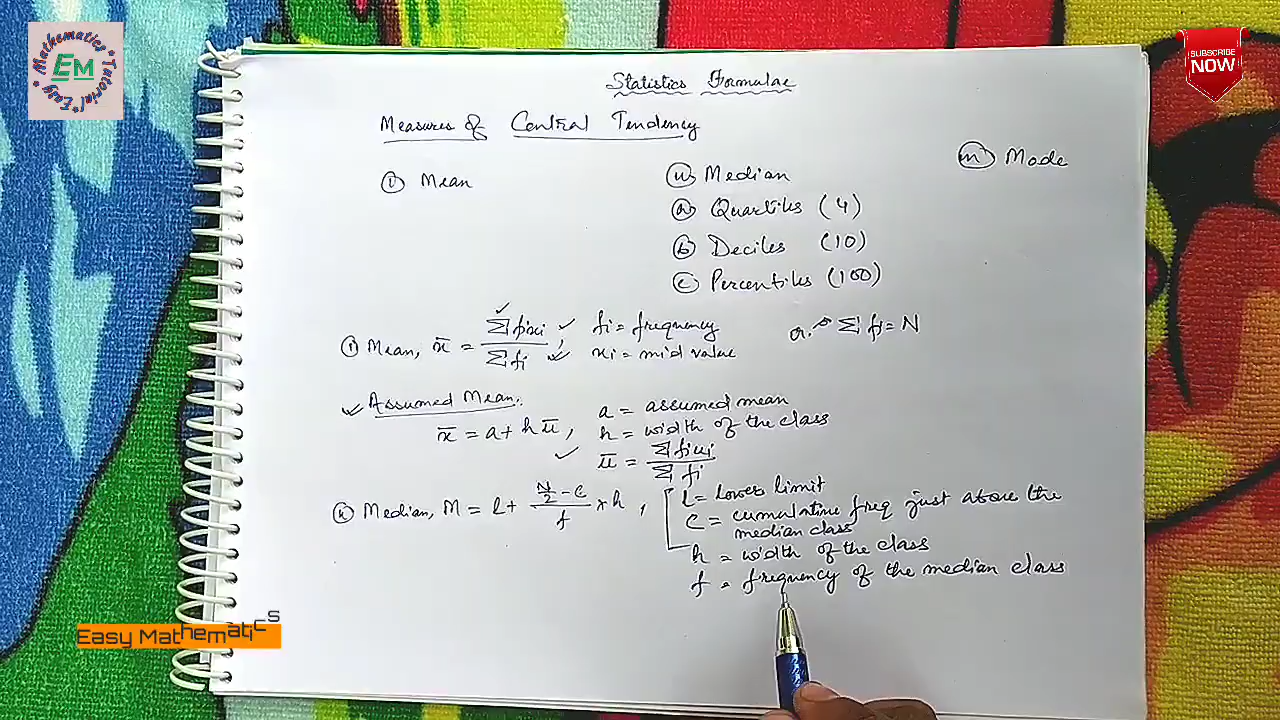 Mathematics Tutorial Easy
EM
SUBSCRIBE
NOW
Statistics Formulae
Measures of Central Tendency
(i) Mean
(ii) Median
(iii) Mode
(a) Quartiles (4)
(b) Deciles (10)
(c) Percentiles (100)
(i) Mean, x̄ = Σfixi / Σfi, fi = frequency
xi = mid value
Σfi = N
Assumed Mean:
x̄ = a + hū, a = assumed mean
h = width of the class
ū = Σfiui / Σfi
Median, M = l + (N/2 - C)/f × h, l = lower limit
C = cumulative freq just above the
median class
h = width of the class
f = frequency of the median class
Easy Mathematics